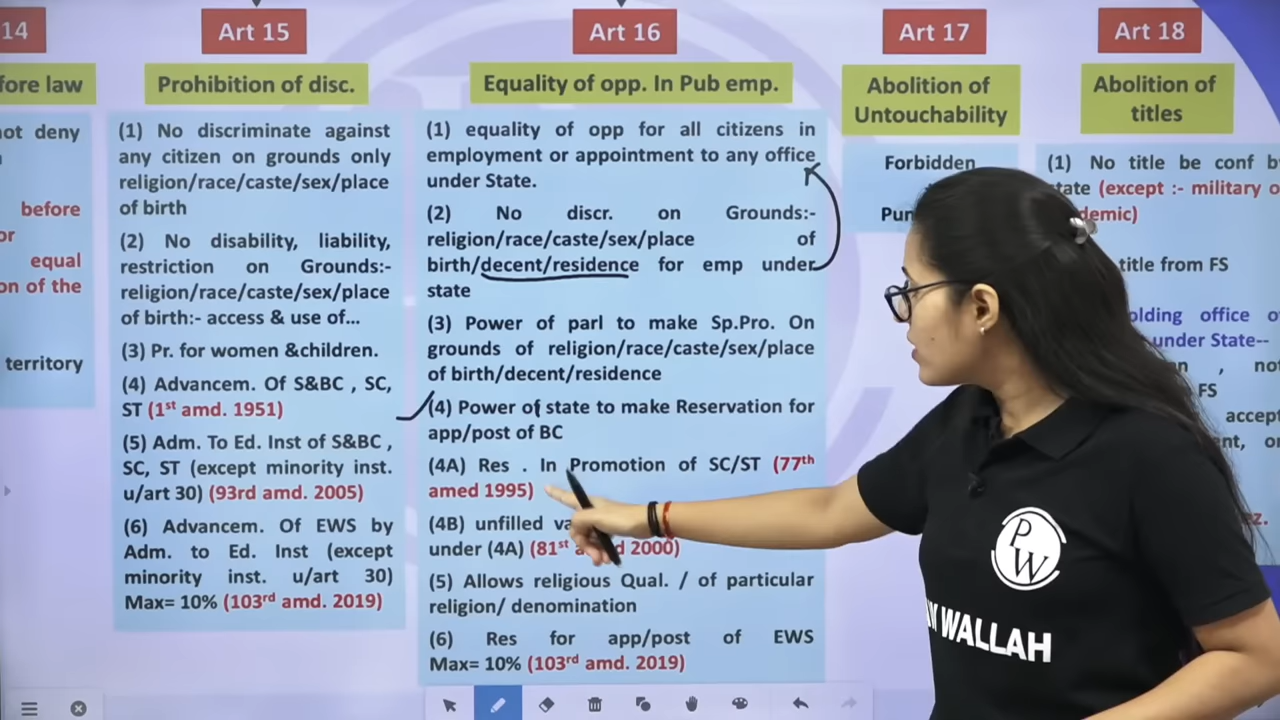 14
fore law
not deny
before
or
equal
on of the
territory
Art 15
Prohibition of disc.
(1) No discriminate against
any citizen on grounds only
religion/race/caste/sex/place
of birth
(2) No disability, liability,
restriction on Grounds:-
religion/race/caste/sex/place
of birth:- access & use of...
(3) Pr. for women &children.
(4) Advancem. Of S&BC , SC,
ST (1st amd. 1951)
(5) Adm. To Ed. Inst of S&BC ,
SC, ST (except minority inst.
u/art 30) (93rd amd. 2005)
(6) Advancem. Of EWS by
Adm. to Ed. Inst (except
minority inst. u/art 30)
Max= 10% (103rd amd. 2019)
Art 16
Equality of opp. In Pub emp.
(1) equality of opp for all citizens in
employment or appointment to any office
under State.
(2) No discr. on Grounds:-
religion/race/caste/sex/place of
birth/decent/residence for emp under
state
(3) Power of parl to make Sp.Pro. On
grounds of religion/race/caste/sex/place
of birth/decent/residence
(4) Power of state to make Reservation for
app/post of BC
(4A) Res . In Promotion of SC/ST (77th
amed 1995)
(4B) unfilled va
under (4A) (81st a d 2000)
(5) Allows religious Qual. / of particular
religion/ denomination
(6) Res for app/post of EWS
Max= 10% (103rd amd. 2019)
Art 17
Abolition of
Untouchability
Forbidden
Pun
Art 18
Abolition of
titles
(1) No title be conf b
state (except :- military o
demic)
title from FS
olding office o
under State--
n , not
FS
accept
nt, or
ez.
PW
WALLAH